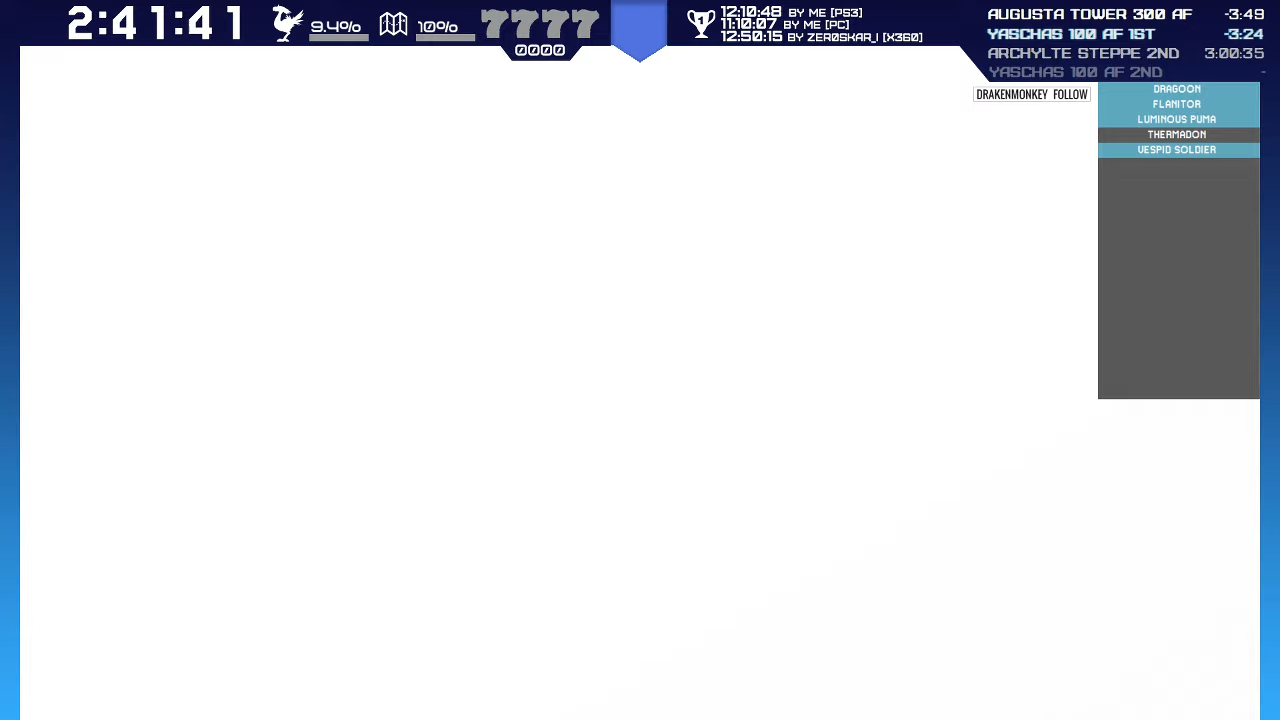 2:41:41
9.4%
10%
7777
0000
12:10:48 BY ME [PS3]
11:10:07 BY ME [PC]
12:50:15 BY ZER0SKAR_I [X360]
AUGUSTA TOWER 300 AF -3:49
YASCHAS 100 AF 1ST -3:24
ARCHYLTE STEPPE 2ND 3:00:35
YASCHAS 100 AF 2ND -
DRAKENMONKEY FOLLOW
DRAGOON
FLANITOR
LUMINOUS PUMA
THERMADON
VESPID SOLDIER